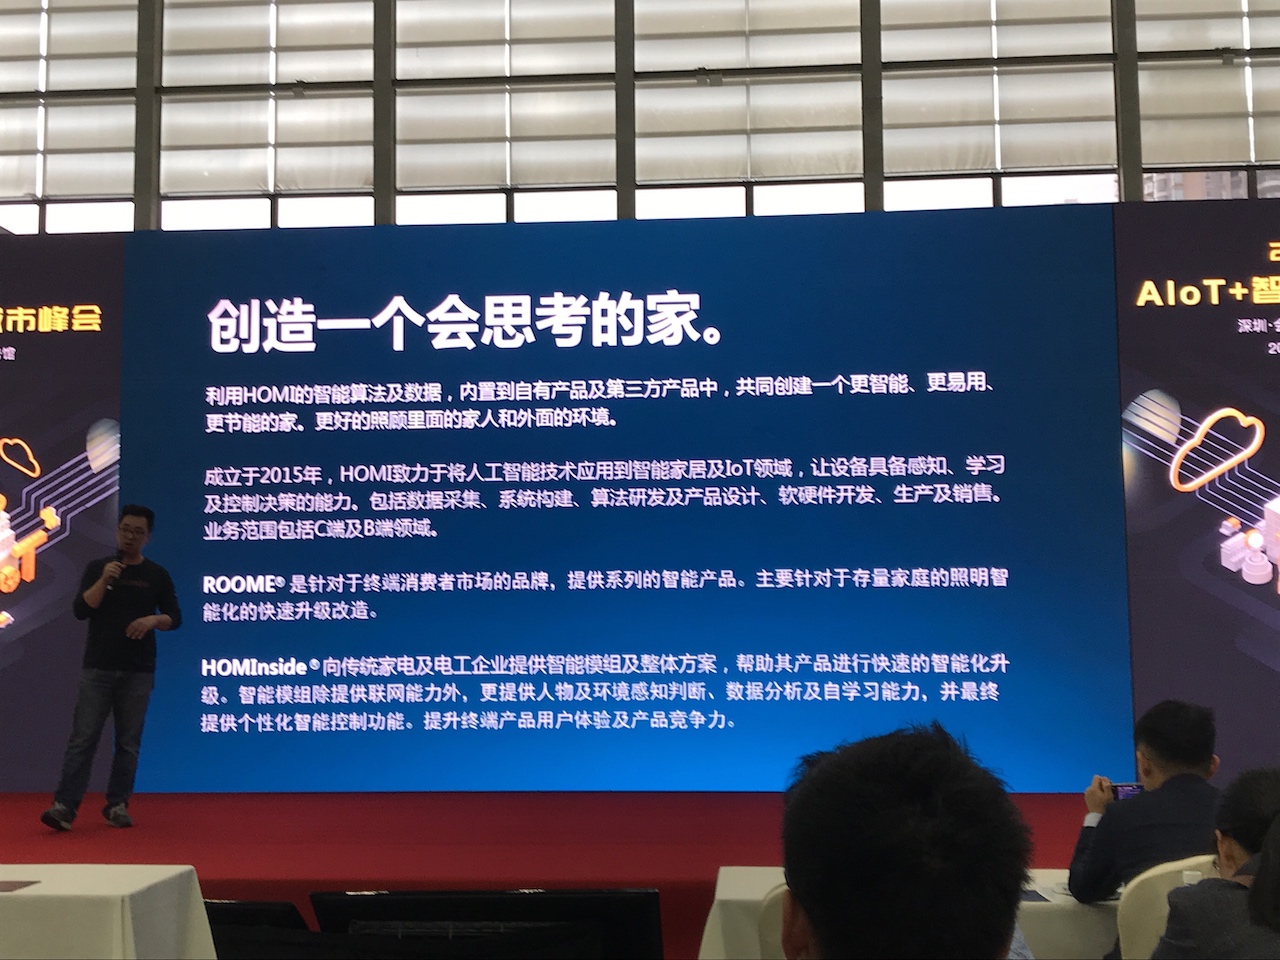 创造一个会思考的家。
利用HOMI的智能算法及数据，内置到自有产品及第三方产品中，共同创建一个更智能、更易用、
更节能的家。更好的照顾里面的家人和外面的环境。
成立于2015年，HOMI致力于将人工智能技术应用到智能家居及IoT领域，让设备具备感知、学习
及控制决策的能力。包括数据采集、系统构建、算法研发及产品设计、软硬件开发、生产及销售。
业务范围包括C端及B端领域。
ROOME® 是针对于终端消费者市场的品牌，提供系列的智能产品。主要针对于存量家庭的照明智
能化的快速升级改造。
HOMInside® 向传统家电及电工企业提供智能模组及整体方案，帮助其产品进行快速的智能化升
级。智能模组除提供联网能力外，更提供人物及环境感知判断、数据分析及自学习能力，并最终
提供个性化智能控制功能。提升终端产品用户体验及产品竞争力。
市峰会
馆
AIoT+智
深圳·会
20